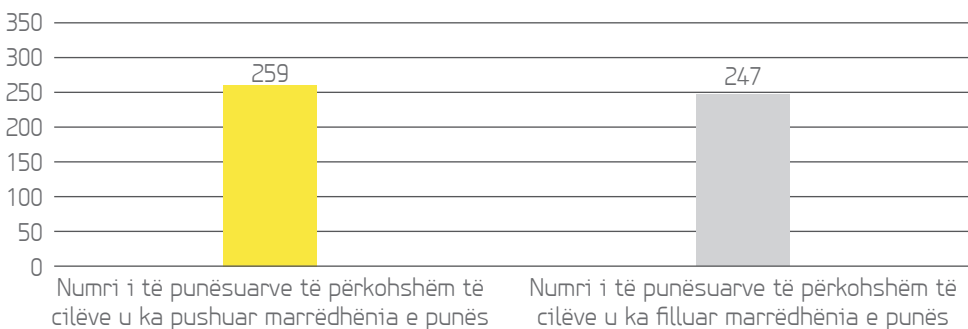 350
300
250
200
150
100
50
0
259
247
Numri i të punësuarve të përkohshëm të
cilëve u ka pushuar marrëdhënia e punës
Numri i të punësuarve të përkohshëm të
cilëve u ka filluar marrëdhënia e punës